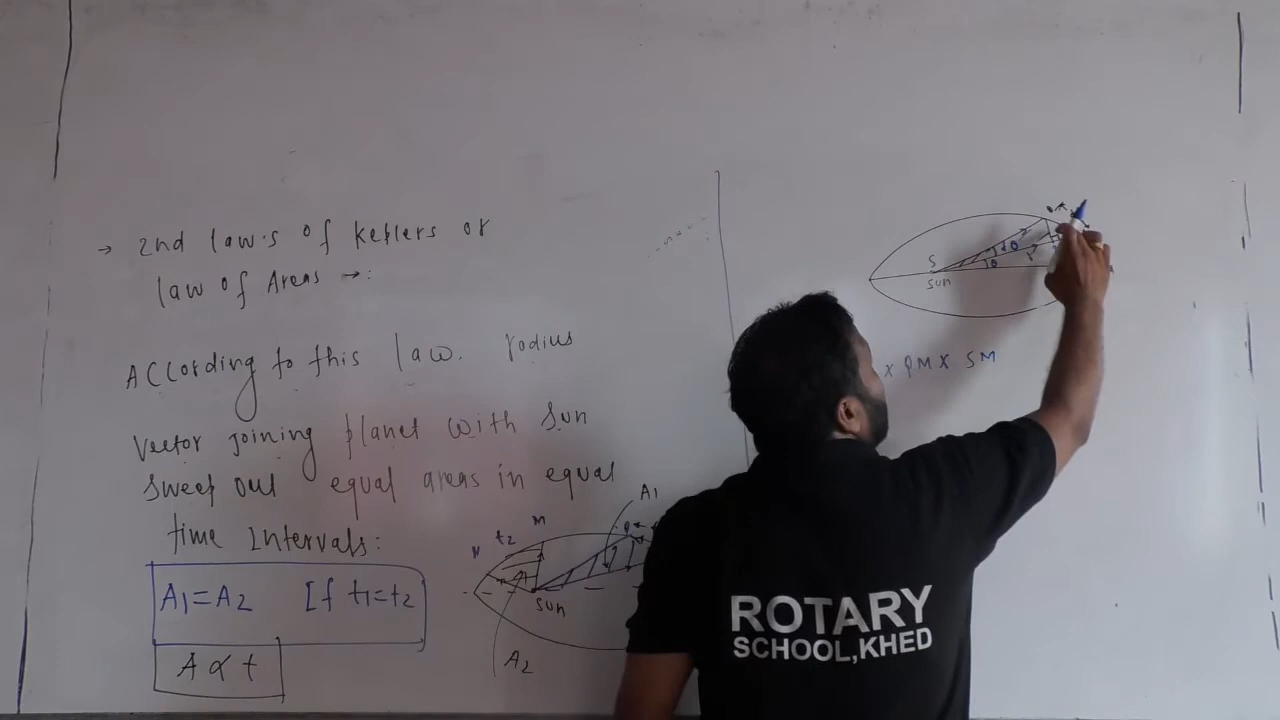 → 2nd law's of Keplers or
law of Areas →:
According to this law. radius
Vector joining planet with Sun
Sweep out equal areas in equal
time Intervals:
A1=A2 [If t1=t2
A ∝ t
N t2 M
A1
Sun
A2
S
Sun
dθ
θ
x PM x SM
ROTARY
SCHOOL,KHED